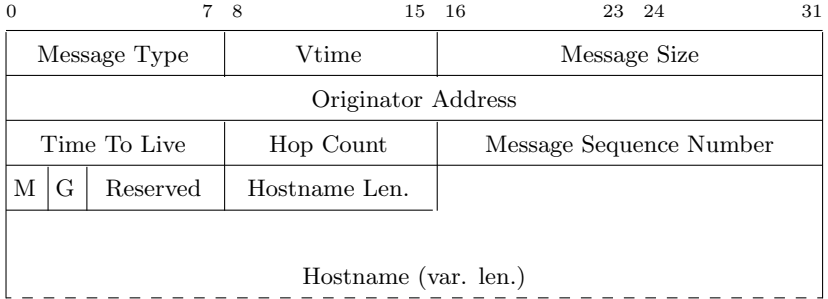 0 7 8 15 16 23 24 31
Message Type Vtime Message Size
Originator Address
Time To Live Hop Count Message Sequence Number
M G Reserved Hostname Len.
Hostname (var. len.)